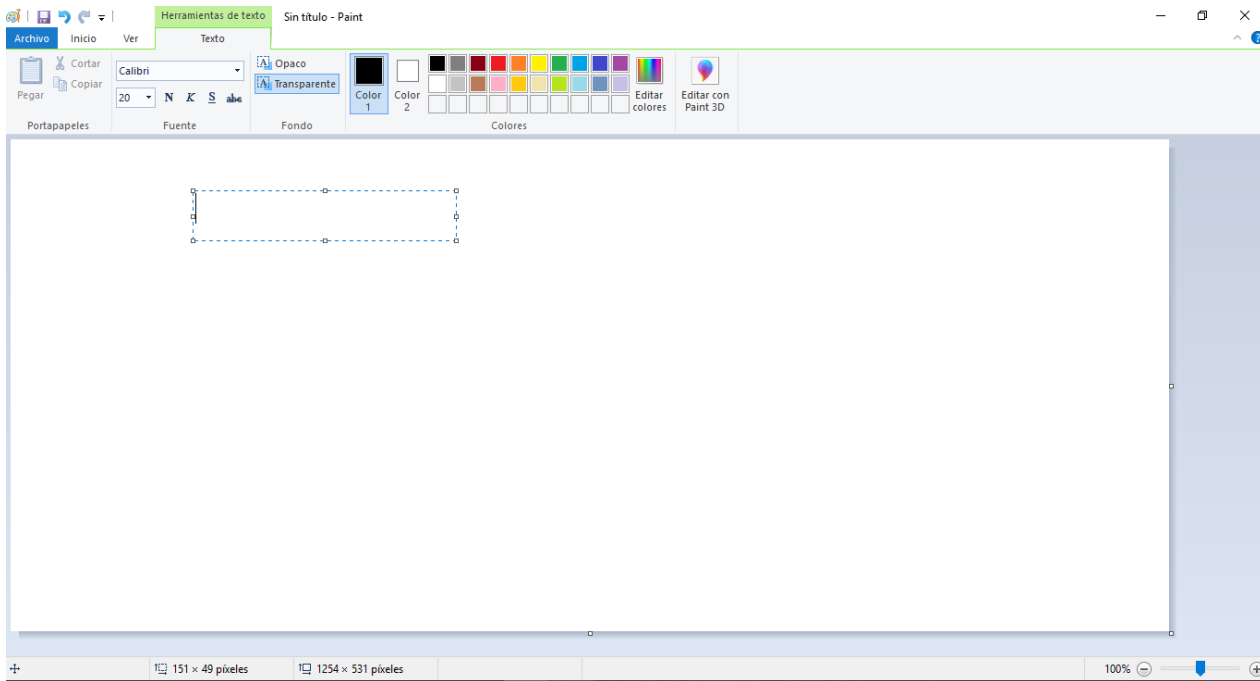 Herramientas de texto Sin título - Paint
Archivo Inicio Ver Texto
Pegar
Cortar
Copiar
Portapapeles
Calibri
20 N K S abc
Fuente
Opaco
Transparente
Fondo
Color 1
Color 2
Editar colores
Colores
Editar con Paint 3D
151 × 49 píxeles 1254 × 531 píxeles 100%